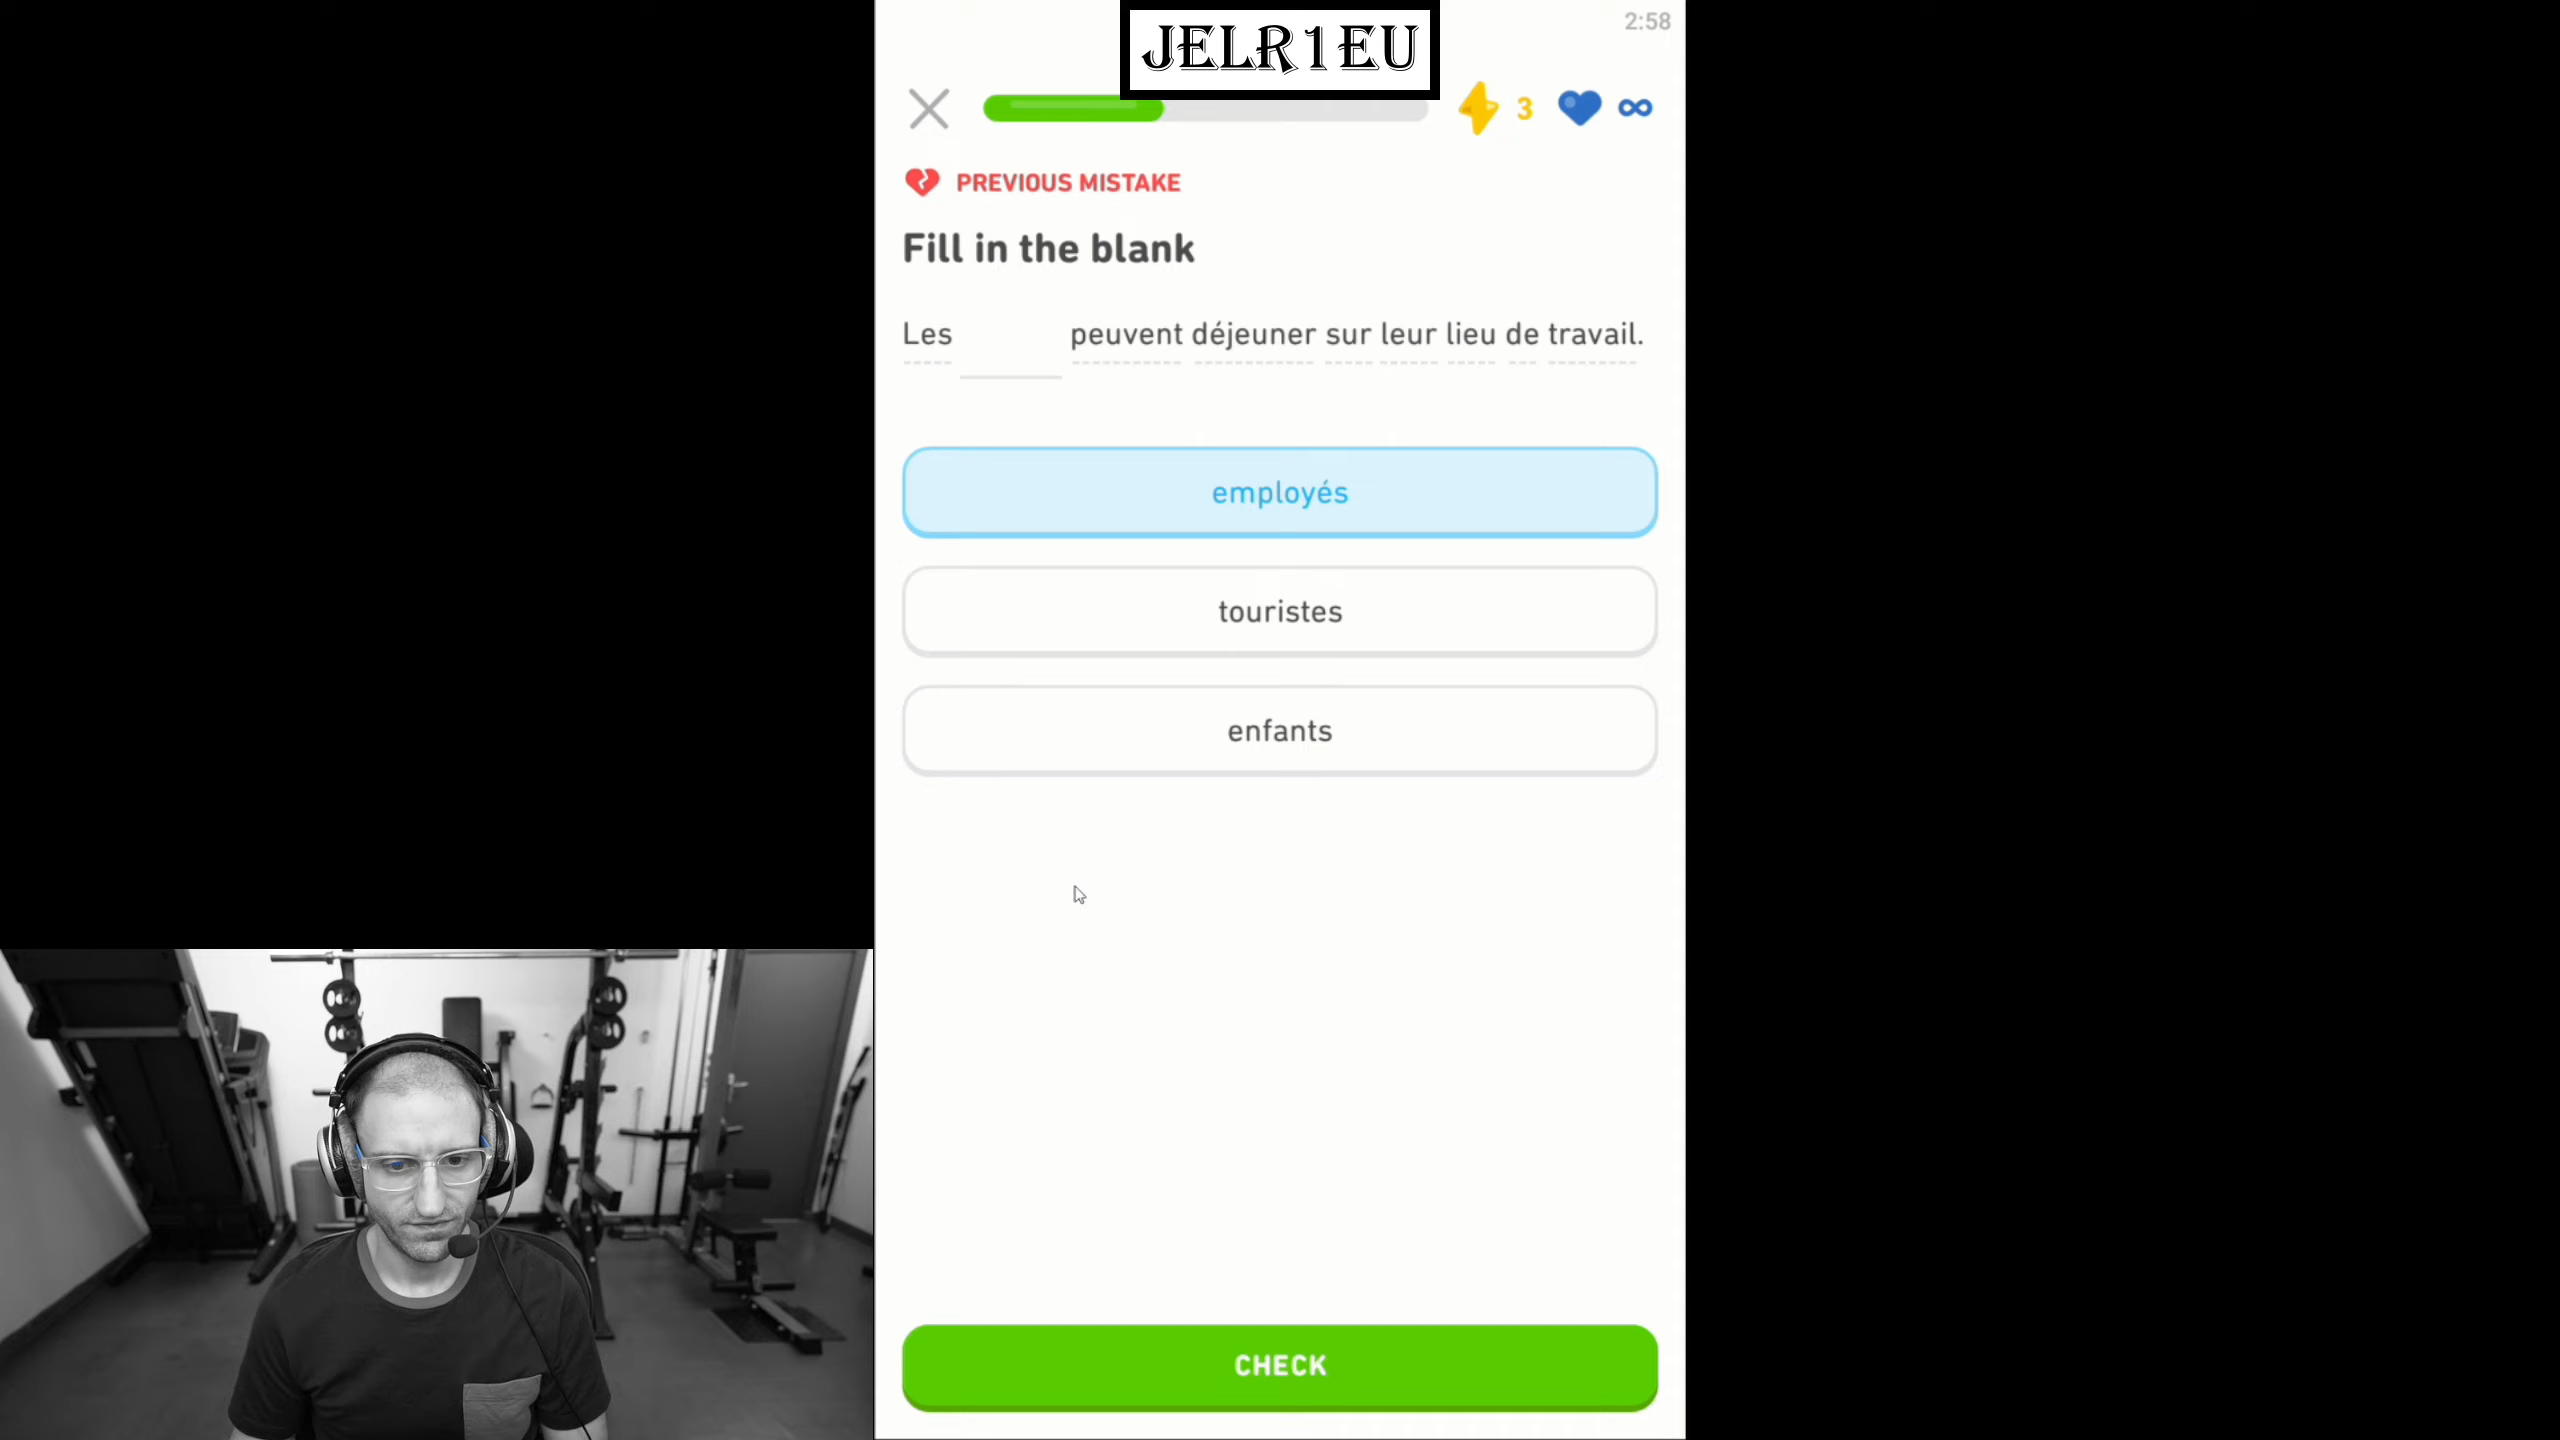 JELR1EU
2:58
3 ∞
PREVIOUS MISTAKE
Fill in the blank
Les ______ peuvent déjeuner sur leur lieu de travail.
employés
touristes
enfants
CHECK